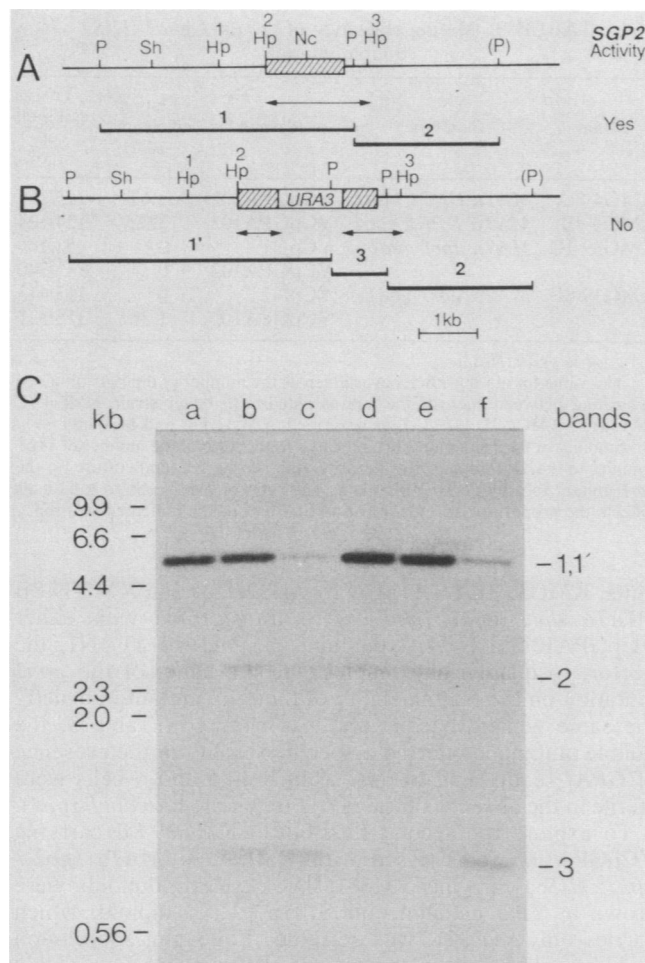 SGP2
Activity
A
P Sh 1 Hp 2 Hp Nc P 3 Hp (P)
Yes
1
2
B
P Sh 1 Hp 2 Hp URA3 P P 3 Hp (P)
No
1'
3
2
1kb
C
kb a b c d e f bands
9.9
6.6
1,1´
4.4
2
2.3
2.0
3
0.56